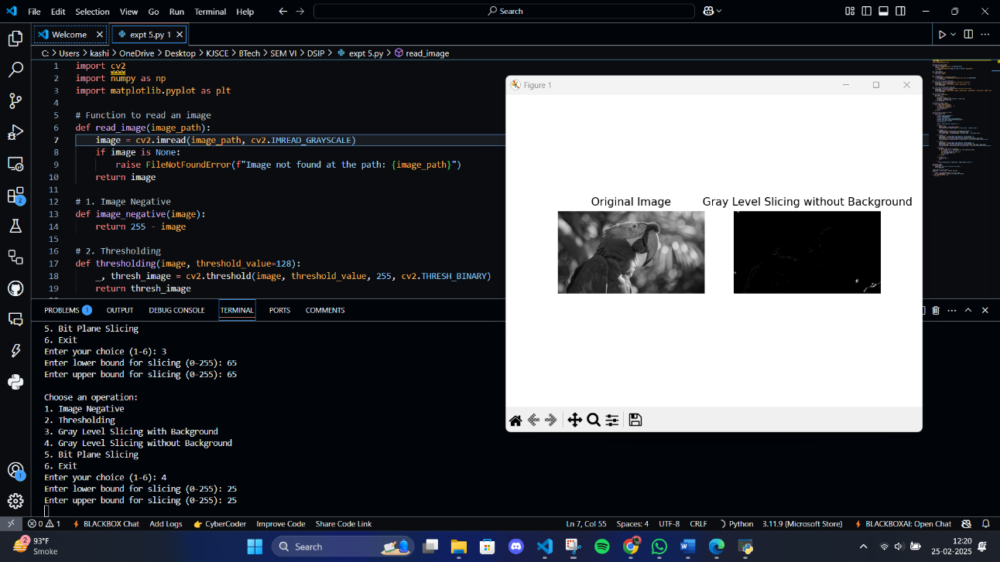 File Edit Selection View Go Run Terminal Help
Search
Welcome
expt 5.py 1
C: > Users > kashi > OneDrive > Desktop > KJSCE > BTech > SEM VI > DSIP > expt 5.py > read_image
1 import cv2
2 import numpy as np
3 import matplotlib.pyplot as plt
4
5 # Function to read an image
6 def read_image(image_path):
7 image = cv2.imread(image_path, cv2.IMREAD_GRAYSCALE)
8 if image is None:
9 raise FileNotFoundError(f"Image not found at the path: {image_path}")
10 return image
11
12 # 1. Image Negative
13 def image_negative(image):
14 return 255 - image
15
16 # 2. Thresholding
17 def thresholding(image, threshold_value=128):
18 _, thresh_image = cv2.threshold(image, threshold_value, 255, cv2.THRESH_BINARY)
19 return thresh_image
Figure 1
Original Image
Gray Level Slicing without Background
PROBLEMS 1 OUTPUT DEBUG CONSOLE TERMINAL PORTS COMMENTS
5. Bit Plane Slicing
6. Exit
Enter your choice (1-6): 3
Enter lower bound for slicing (0-255): 65
Enter upper bound for slicing (0-255): 65
Choose an operation:
1. Image Negative
2. Thresholding
3. Gray Level Slicing with Background
4. Gray Level Slicing without Background
5. Bit Plane Slicing
6. Exit
Enter your choice (1-6): 4
Enter lower bound for slicing (0-255): 25
Enter upper bound for slicing (0-255): 25
2
1
0 1 BLACKBOX Chat Add Logs CyberCoder Improve Code Share Code Link
Ln 7, Col 55 Spaces: 4 UTF-8 CRLF Python 3.11.9 (Microsoft Store) BLACKBOXAI: Open Chat
2
93°F
Smoke
Search
12:20
25-02-2025